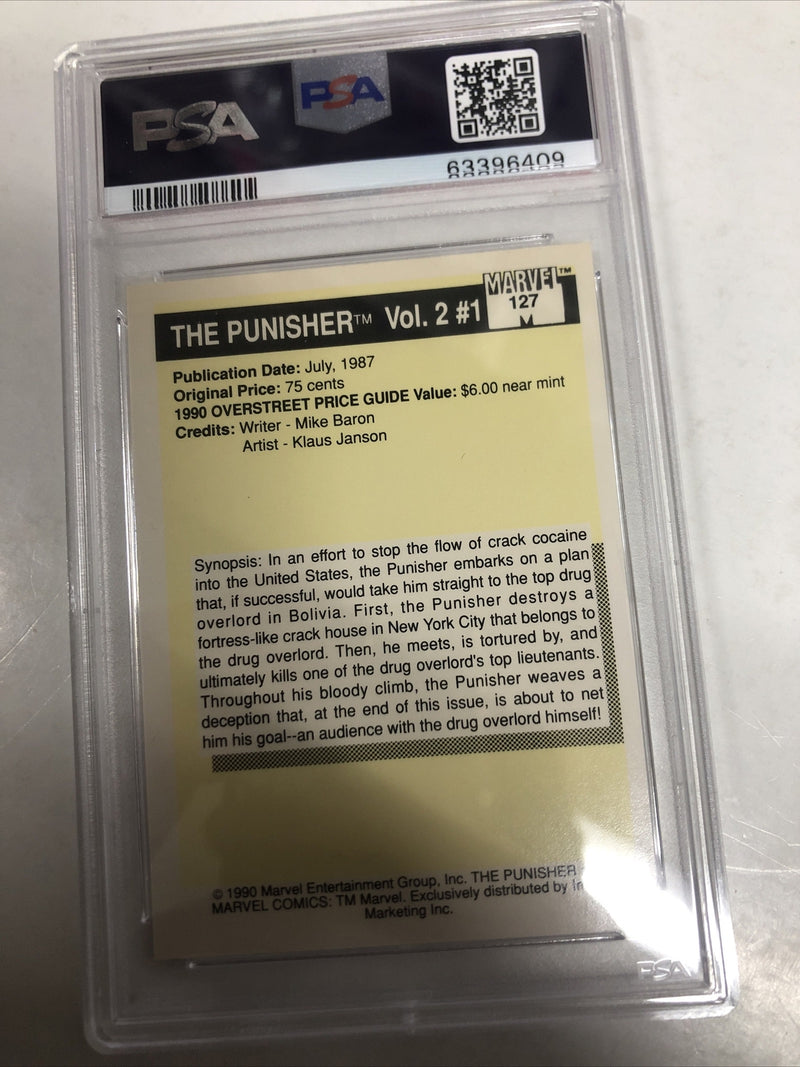 PSA
PSA
63396409
MARVEL™
THE PUNISHER™ Vol. 2 #1
127
M
Publication Date: July, 1987
Original Price: 75 cents
1990 OVERSTREET PRICE GUIDE Value: $6.00 near mint
Credits: Writer - Mike Baron
Artist - Klaus Janson
Synopsis: In an effort to stop the flow of crack cocaine
into the United States, the Punisher embarks on a plan
that, if successful, would take him straight to the top drug
overlord in Bolivia. First, the Punisher destroys a
fortress-like crack house in New York City that belongs to
the drug overlord. Then, he meets, is tortured by, and
ultimately kills one of the drug overlord's top lieutenants.
Throughout his bloody climb, the Punisher weaves a
deception that, at the end of this issue, is about to net
him his goal--an audience with the drug overlord himself!
© 1990 Marvel Entertainment Group, Inc. THE PUNISHER
MARVEL COMICS: TM Marvel. Exclusively distributed by
Marketing Inc.
PSA